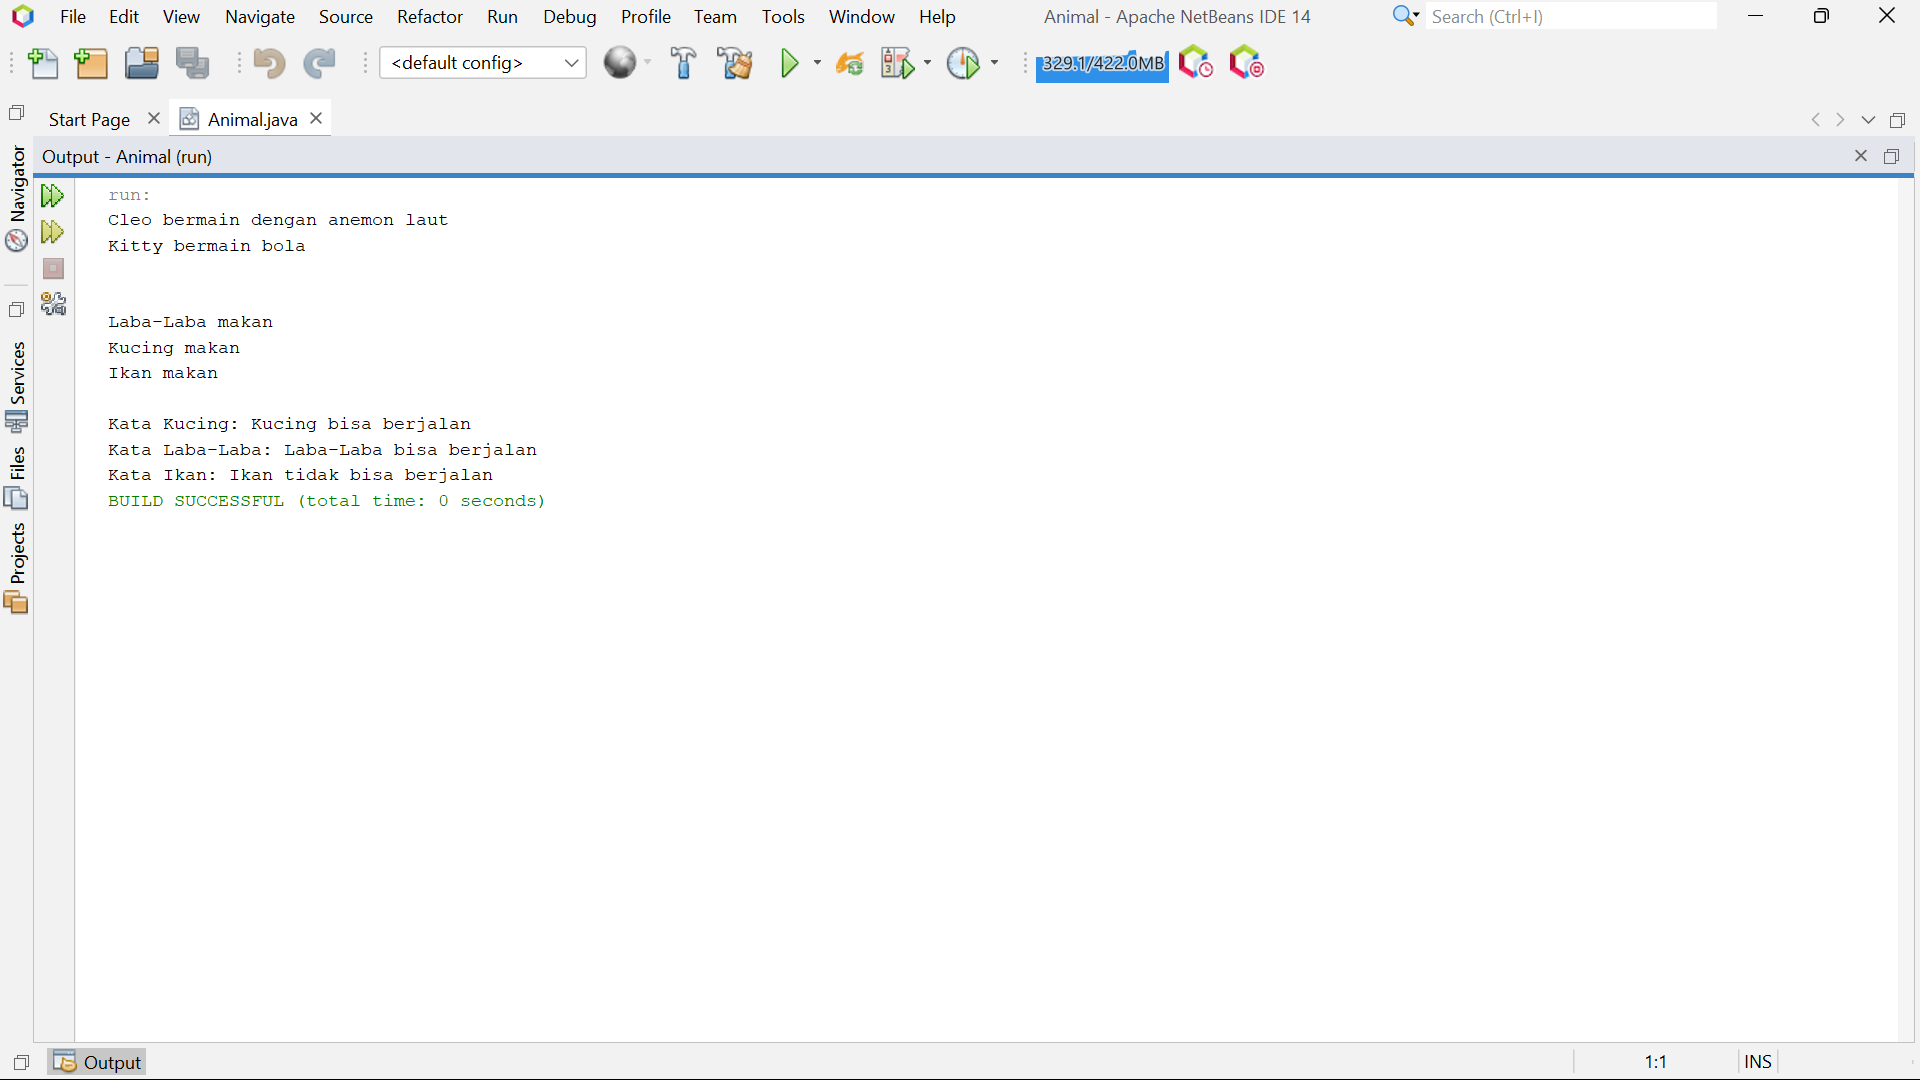 File Edit View Navigate Source Refactor Run Debug Profile Team Tools Window Help Animal - Apache NetBeans IDE 14 Search (Ctrl+I)
<default config> 329.1/422.0MB
Start Page Animal.java
Output - Animal (run)
Navigator
Services
Files
Projects
run:
Cleo bermain dengan anemon laut
Kitty bermain bola
Laba-Laba makan
Kucing makan
Ikan makan
Kata Kucing: Kucing bisa berjalan
Kata Laba-Laba: Laba-Laba bisa berjalan
Kata Ikan: Ikan tidak bisa berjalan
BUILD SUCCESSFUL (total time: 0 seconds)
Output 1:1 INS